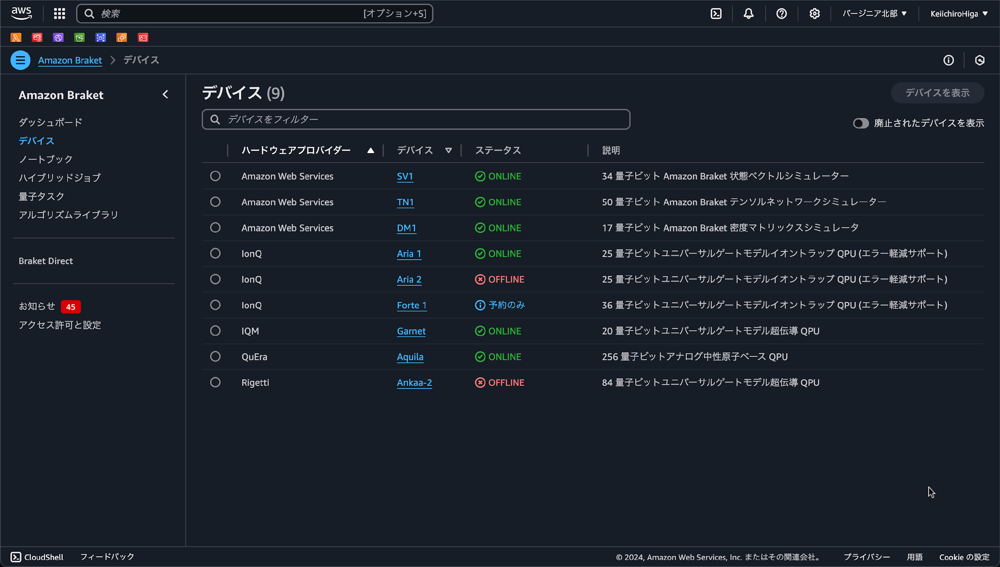 aws
検索 [オプション+S] バージニア北部 KeiichiroHiga
Amazon Braket デバイス
Amazon Braket
ダッシュボード
デバイス
ノートブック
ハイブリッドジョブ
量子タスク
アルゴリズムライブラリ
Braket Direct
お知らせ 45
アクセス許可と設定
デバイス (9) デバイスを表示
デバイスをフィルター 廃止されたデバイスを表示
ハードウェアプロバイダー デバイス ステータス 説明
Amazon Web Services SV1 ONLINE 34 量子ビット Amazon Braket 状態ベクトルシミュレーター
Amazon Web Services TN1 ONLINE 50 量子ビット Amazon Braket テンソルネットワークシミュレーター
Amazon Web Services DM1 ONLINE 17 量子ビット Amazon Braket 密度マトリックスシミュレータ
IonQ Aria 1 ONLINE 25 量子ビットユニバーサルゲートモデルイオントラップ QPU (エラー軽減サポート)
IonQ Aria 2 OFFLINE 25 量子ビットユニバーサルゲートモデルイオントラップ QPU (エラー軽減サポート)
IonQ Forte 1 予約のみ 36 量子ビットユニバーサルゲートモデルイオントラップ QPU (エラー軽減サポート)
IQM Garnet ONLINE 20 量子ビットユニバーサルゲートモデル超伝導 QPU
QuEra Aquila ONLINE 256 量子ビットアナログ中性原子ベース QPU
Rigetti Ankaa-2 OFFLINE 84 量子ビットユニバーサルゲートモデル超伝導 QPU
CloudShell フィードバック © 2024, Amazon Web Services, Inc. またはその関連会社。 プライバシー 用語 Cookie の設定